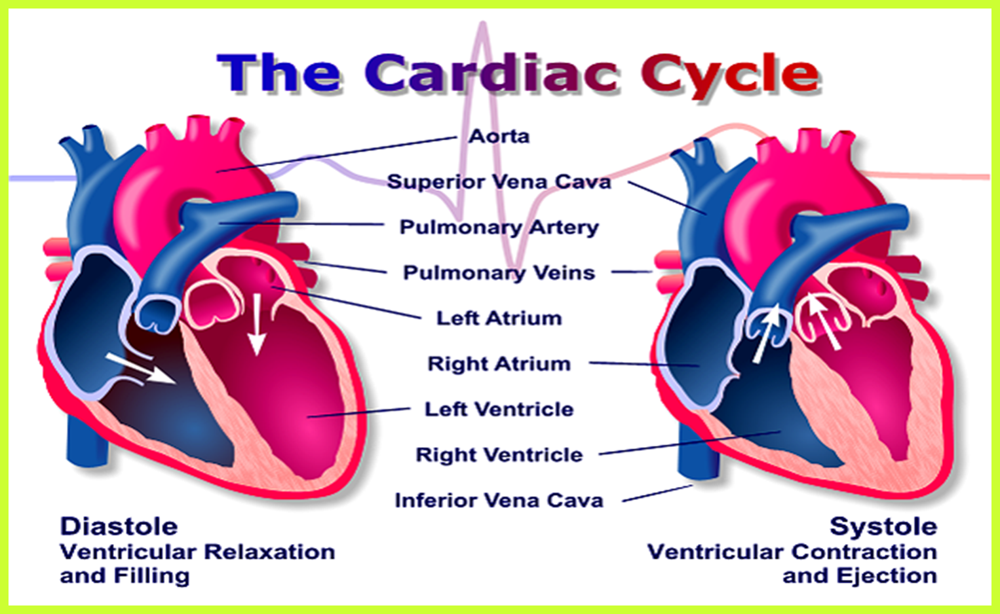 The Cardiac Cycle
Aorta
Superior Vena Cava
Pulmonary Artery
Pulmonary Veins
Left Atrium
Right Atrium
Left Ventricle
Right Ventricle
Inferior Vena Cava
Diastole
Ventricular Relaxation
and Filling
Systole
Ventricular Contraction
and Ejection